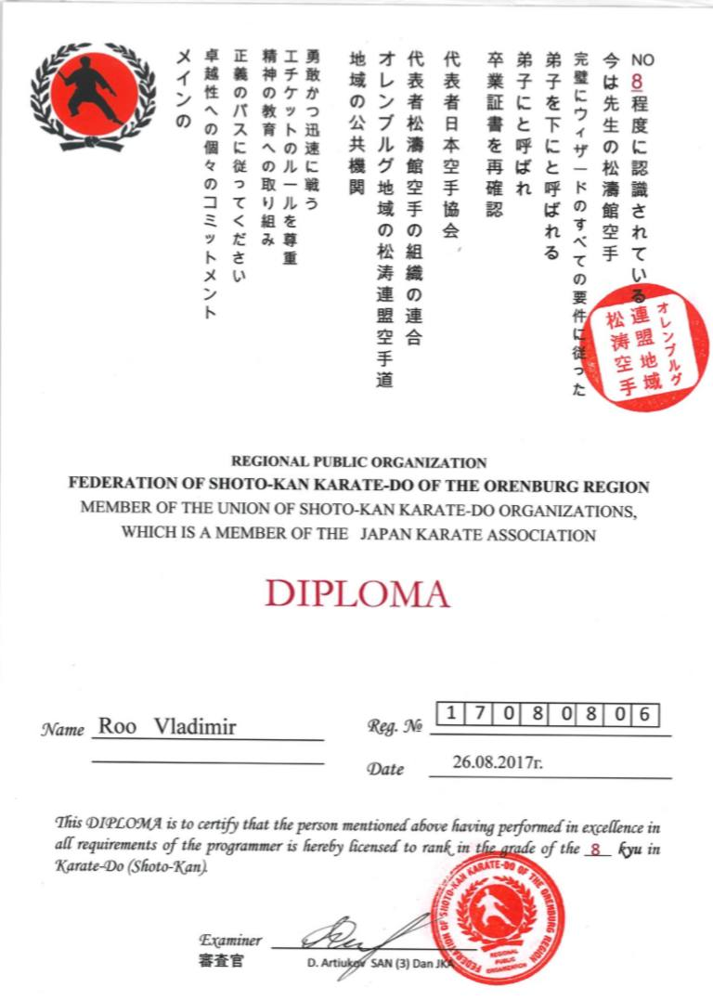 NO 8程度に認識されている
今は先生の松濤館空手
完璧にウィザードのすべての要件に従った
弟子を下にと呼ばれる
弟子にと呼ばれ
卒業証書を再確認
代表者日本空手協会
代表者松濤館空手の組織の連合
オレンブルグ地域の松涛連盟空手道
地域の公共機関
勇敢かつ迅速に戦う
エチケットのルールを尊重
精神の教育への取り組み
正義のパスに従ってください
卓越性への個々のコミットメント
メインの
オレンブルグ
連盟地域
松涛空手
REGIONAL PUBLIC ORGANIZATION
FEDERATION OF SHOTO-KAN KARATE-DO OF THE ORENBURG REGION
MEMBER OF THE UNION OF SHOTO-KAN KARATE-DO ORGANIZATIONS,
WHICH IS A MEMBER OF THE JAPAN KARATE ASSOCIATION
DIPLOMA
Name Roo Vladimir
Reg. № 17080806
Date 26.08.2017г.
This DIPLOMA is to certify that the person mentioned above having performed in excellence in
all requirements of the programmer is hereby licensed to rank in the grade of the 8 kyu in
Karate-Do (Shoto-Kan).
Examiner
審査官
D. Artiukov SAN (3) Dan JKA
FEDERATION OF SHOTO-KAN KARATE-DO OF THE ORENBURG REGION
REGIONAL
PUBLIC
ORGANIZATION